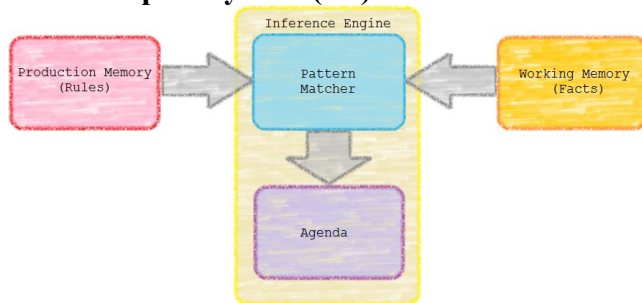 Inference Engine
Production Memory
(Rules)
Pattern
Matcher
Working Memory
(Facts)
Agenda